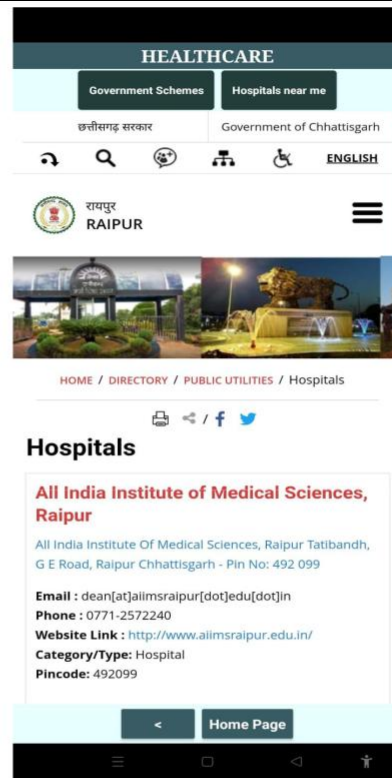 HEALTHCARE
Government Schemes
Hospitals near me
छत्तीसगढ़ सरकार
Government of Chhattisgarh
ENGLISH
रायपुर
RAIPUR
HOME / DIRECTORY / PUBLIC UTILITIES / Hospitals
Hospitals
All India Institute of Medical Sciences,
Raipur
All India Institute Of Medical Sciences, Raipur Tatibandh,
G E Road, Raipur Chhattisgarh - Pin No: 492 099
Email : dean[at]aiimsraipur[dot]edu[dot]in
Phone : 0771-2572240
Website Link : http://www.aiimsraipur.edu.in/
Category/Type: Hospital
Pincode: 492099
<
Home Page